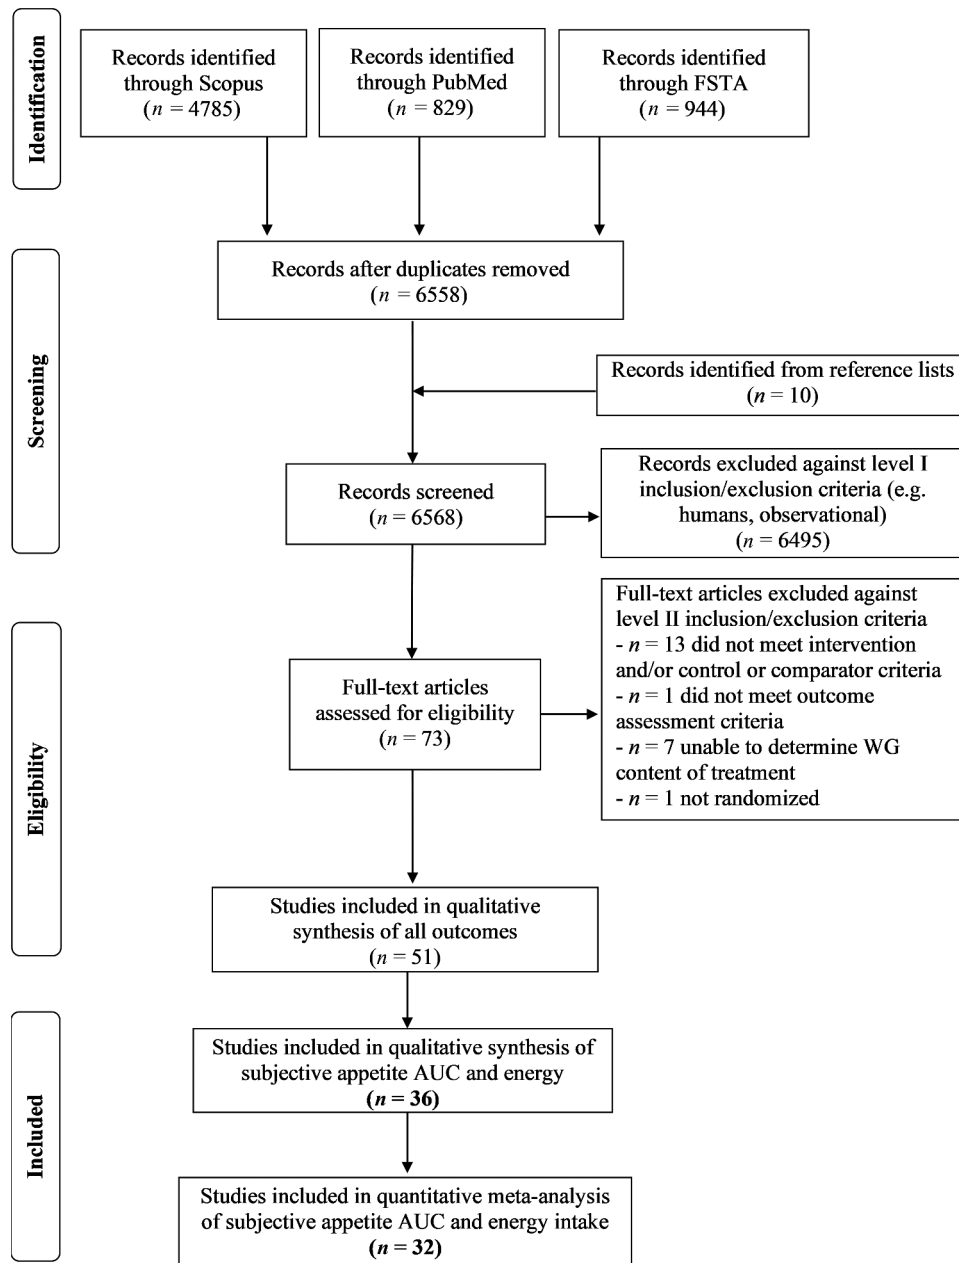 Identification
Records identified
through Scopus
(n = 4785)
Records identified
through PubMed
(n = 829)
Records identified
through FSTA
(n = 944)
Screening
Records after duplicates removed
(n = 6558)
Records identified from reference lists
(n = 10)
Records screened
(n = 6568)
Records excluded against level I
inclusion/exclusion criteria (e.g.
humans, observational)
(n = 6495)
Eligibility
Full-text articles
assessed for eligibility
(n = 73)
Full-text articles excluded against
level II inclusion/exclusion criteria
- n = 13 did not meet intervention
and/or control or comparator criteria
- n = 1 did not meet outcome
assessment criteria
- n = 7 unable to determine WG
content of treatment
- n = 1 not randomized
Studies included in qualitative
synthesis of all outcomes
(n = 51)
Included
Studies included in qualitative synthesis of
subjective appetite AUC and energy
(n = 36)
Studies included in quantitative meta-analysis
of subjective appetite AUC and energy intake
(n = 32)